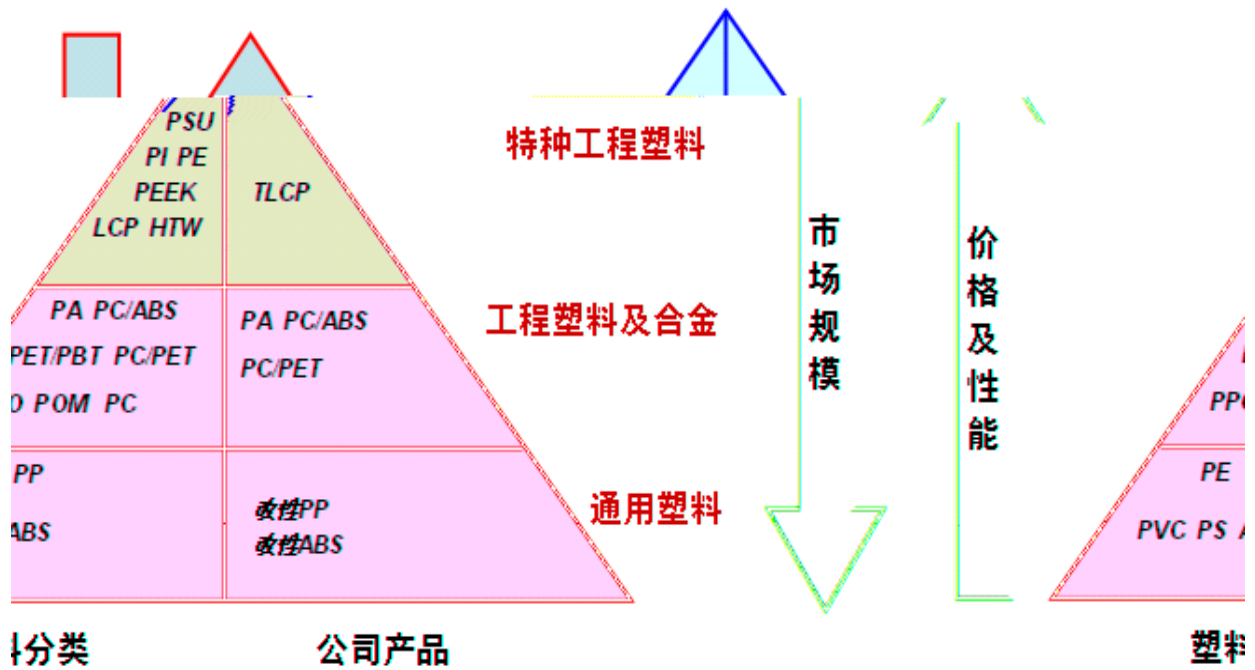 PSU
PI PE
PEEK
LCP HTW
TLCP
特种工程塑料
PA PC/ABS
PET/PBT PC/PET
O POM PC
PA PC/ABS
PC/PET
工程塑料及合金
PP
ABS
改性PP
改性ABS
通用塑料
市场规模
价格及性能
PPO
PE
PVC PS A
料分类
公司产品
塑料